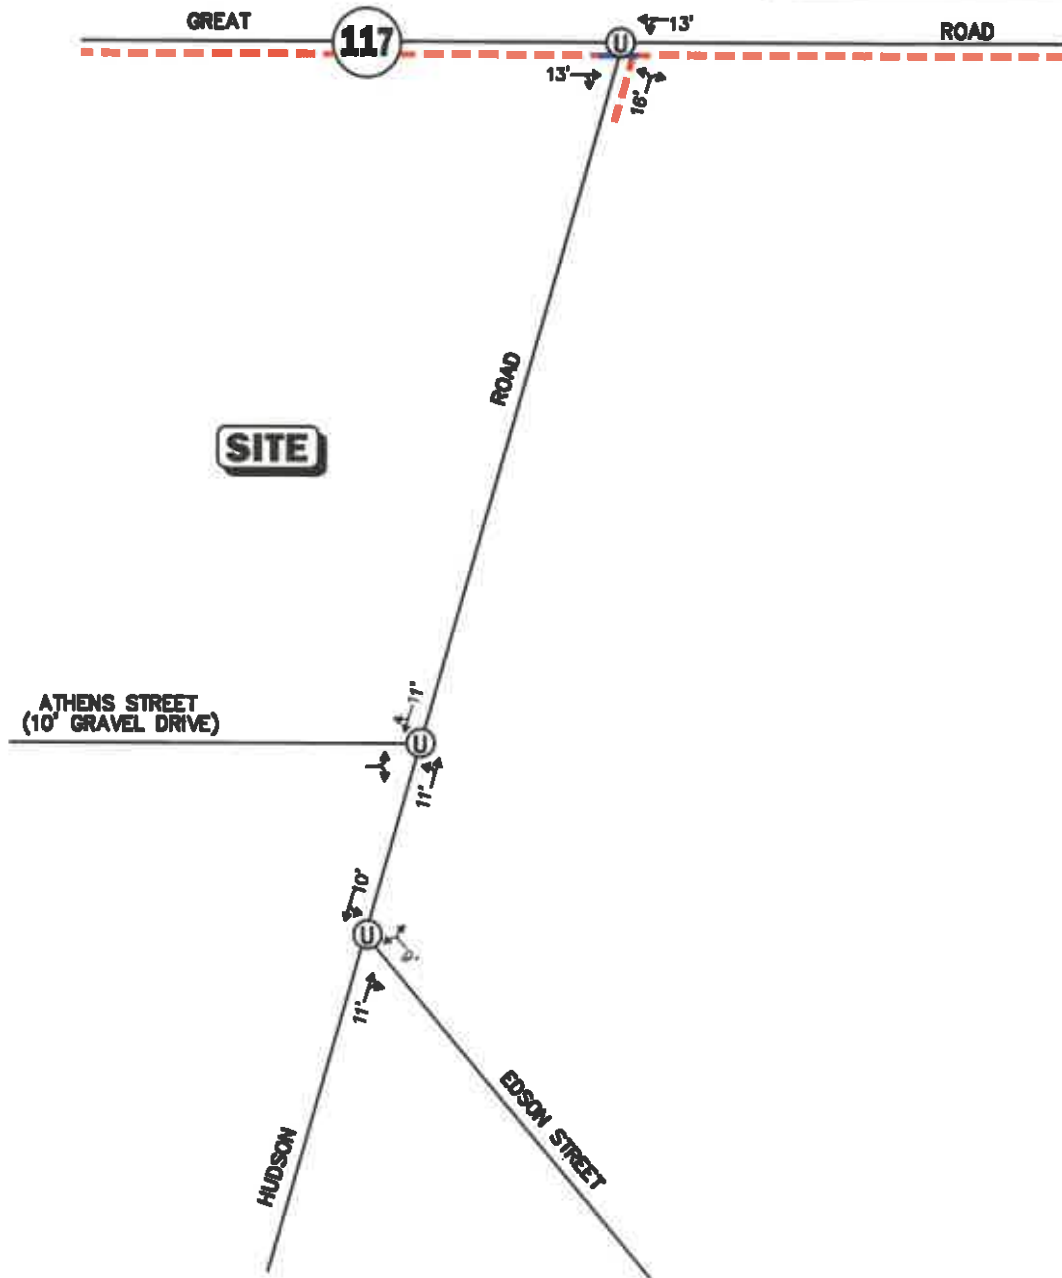 GREAT
117
U
13'
ROAD
13'
16'
ROAD
SITE
ATHENS STREET
(10' GRAVEL DRIVE)
11'
U
11'
10'
U
11'
EDSON STREET
HUDSON